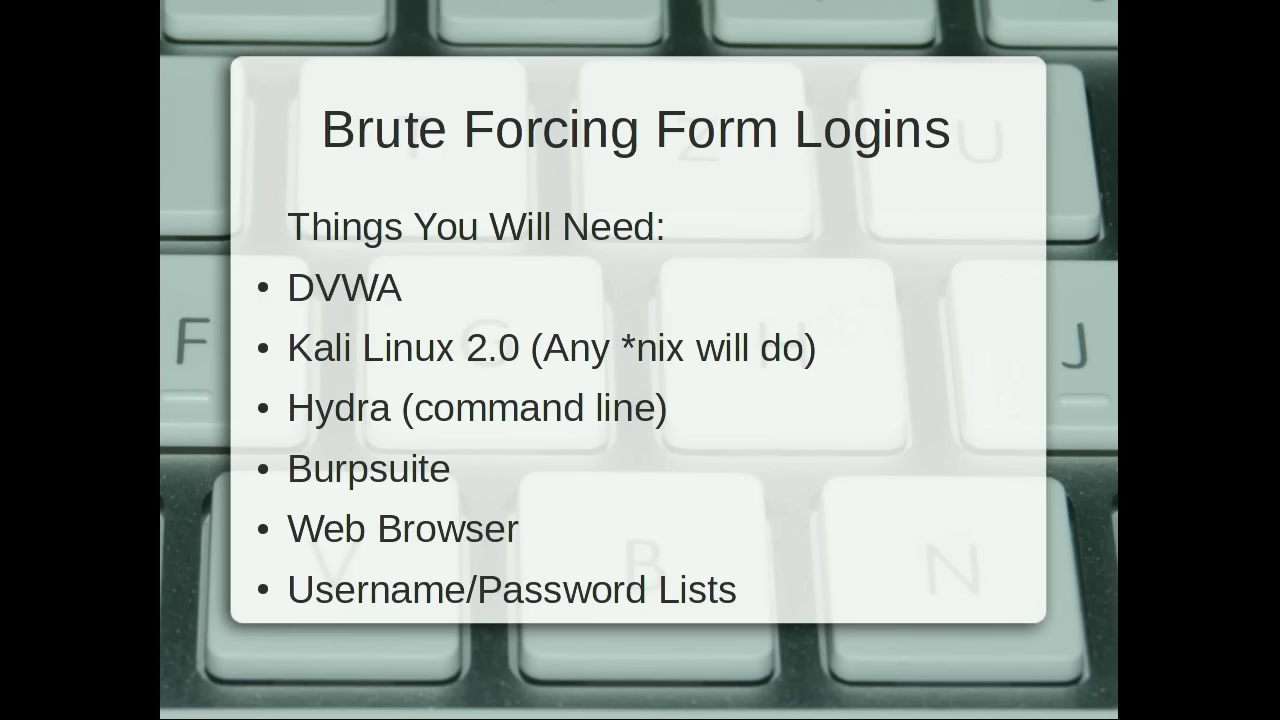 Brute Forcing Form Logins
Things You Will Need:
• DVWA
• Kali Linux 2.0 (Any *nix will do)
• Hydra (command line)
• Burpsuite
• Web Browser
• Username/Password Lists
F
J
U
Z
G
H
V
B
N